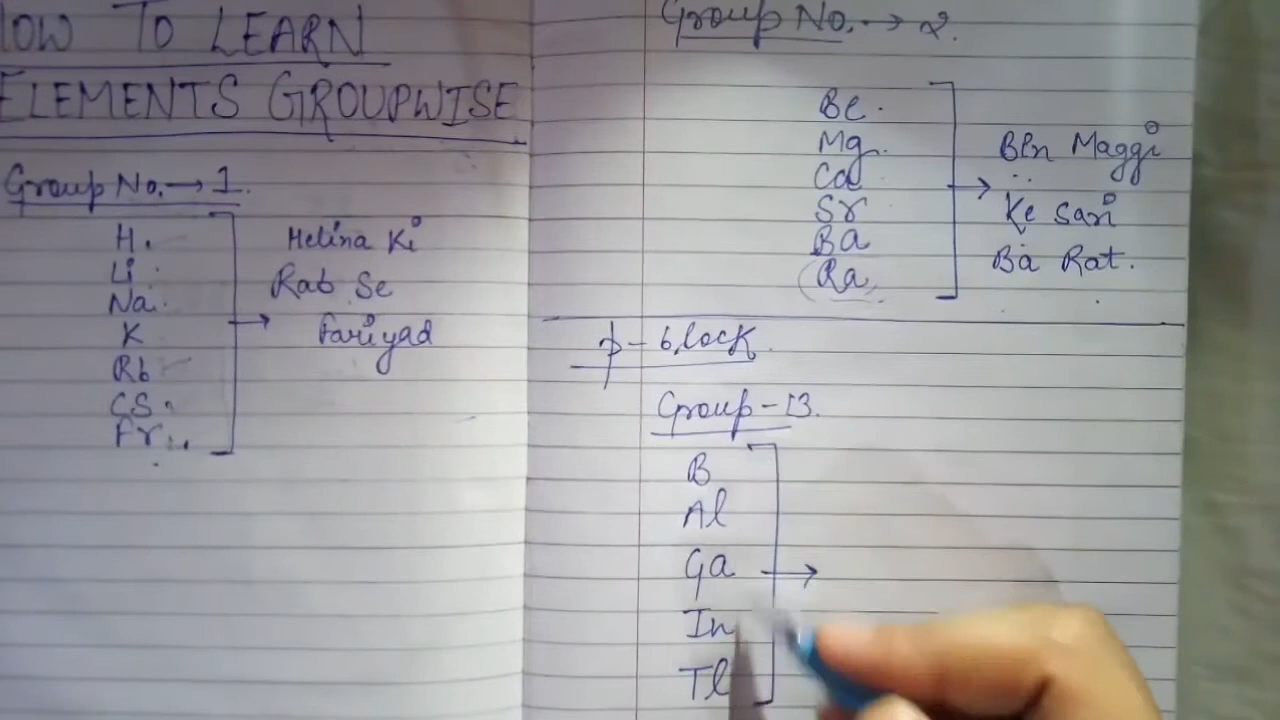 HOW TO LEARN
ELEMENTS GROUPWISE
Group No. → 1.
H.
Li.
Na.
K
Rb
CS.
Fr..
→ Helina Ki
Rab Se
Fariyad
Group No. → 2.
Be.
Mg.
Ca
Sr
Ba
(Ra)
→ Ben Maggi
Ke Sari
Ba Rat.
p-block
Group-13.
B
Al
Ga →
In
Tl